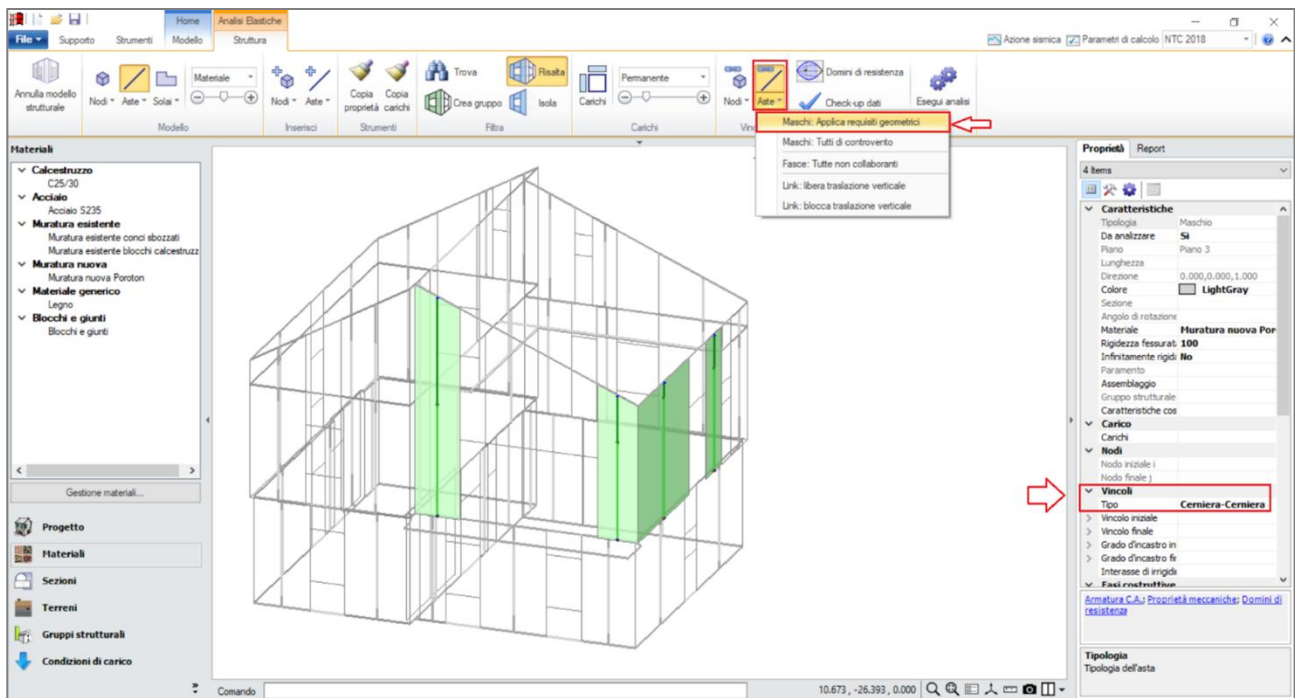 Home
Analisi Elastiche
File
Supporto
Strumenti
Modello
Struttura
Azione sismica
Parametri di calcolo
NTC 2018
Annulla modello strutturale
Nodi
Aste
Solai
Materiale
Modello
Nodi
Aste
Inserisci
Copia proprietà
Copia carichi
Strumenti
Trova
Crea gruppo
Risalta
Isola
Filtra
Carichi
Permanente
Carichi
Nodi
Aste
Domini di resistenza
Check-up dati
Esegui analisi
Maschi: Applica requisiti geometrici
Maschi: Tutti di controvento
Fasce: Tutte non collaboranti
Link: libera traslazione verticale
Link: blocca traslazione verticale
Materiali
Calcestruzzo
C25/30
Acciaio
Acciaio S235
Muratura esistente
Muratura esistente conci sbozzati
Muratura esistente blocchi calcestruzz
Muratura nuova
Muratura nuova Poroton
Materiale generico
Legno
Blocchi e giunti
Blocchi e giunti
Gestione materiali...
Progetto
Materiali
Sezioni
Terreni
Gruppi strutturali
Condizioni di carico
Comando
10.673 , -26.393 , 0.000
Proprietà
Report
4 Items
Caratteristiche
Tipologia Maschio
Da analizzare Sì
Piano Piano 3
Lunghezza
Direzione 0.000,0.000,1.000
Colore LightGray
Sezione
Angolo di rotazione
Materiale Muratura nuova Por
Rigidezza fessurat 100
Infinitamente rigid No
Paramento
Assemblaggio
Gruppo strutturale
Caratteristiche cos
Carico
Carichi
Nodi
Nodo iniziale i
Nodo finale j
Vincoli
Tipo Cerniera-Cerniera
Vincolo iniziale
Vincolo finale
Grado d'incastro in
Grado d'incastro fi
Interasse di irrigid
Fasi costruttive
Armatura C.A.; Proprietà meccaniche; Domini di
resistenza
Tipologia
Tipologia dell'asta